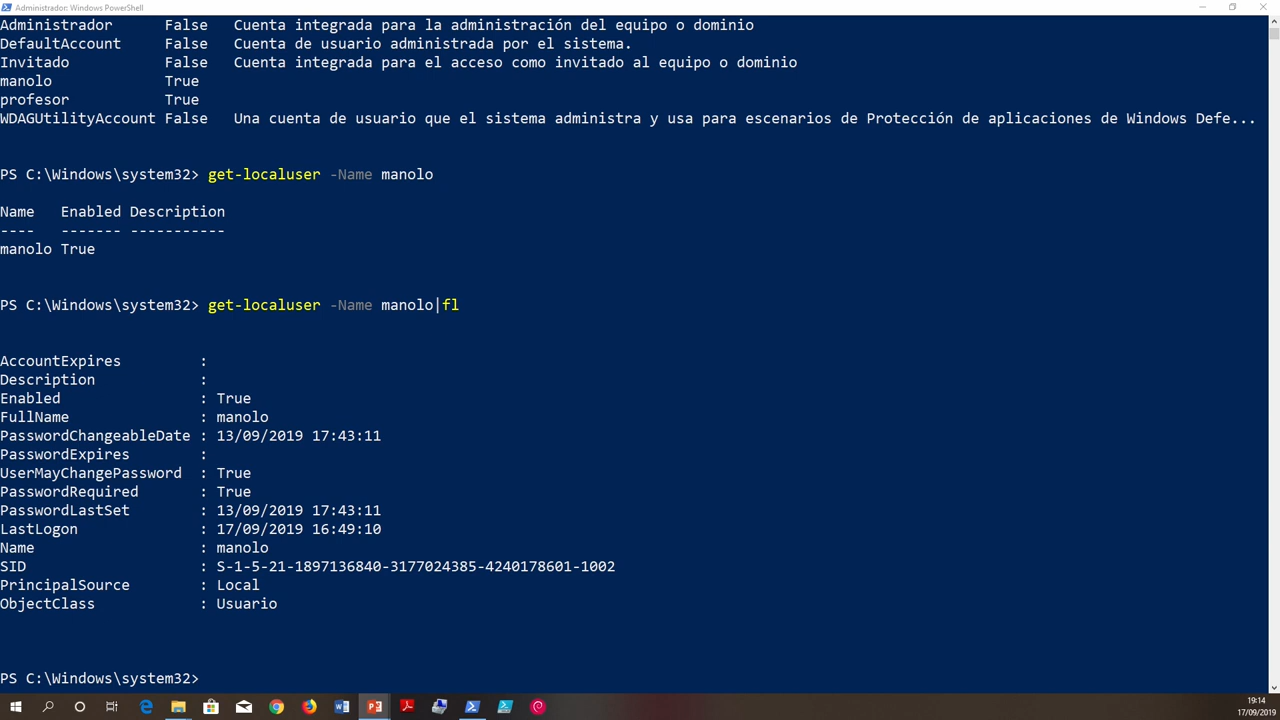 Administrador: Windows PowerShell
Administrador      False   Cuenta integrada para la administración del equipo o dominio
DefaultAccount     False   Cuenta de usuario administrada por el sistema.
Invitado           False   Cuenta integrada para el acceso como invitado al equipo o dominio
manolo             True
profesor           True
WDAGUtilityAccount False   Una cuenta de usuario que el sistema administra y usa para escenarios de Protección de aplicaciones de Windows Defe...
PS C:\Windows\system32> get-localuser -Name manolo
Name   Enabled Description
----   ------- -----------
manolo True
PS C:\Windows\system32> get-localuser -Name manolo|fl
AccountExpires         :
Description            :
Enabled                : True
FullName               : manolo
PasswordChangeableDate : 13/09/2019 17:43:11
PasswordExpires        :
UserMayChangePassword  : True
PasswordRequired       : True
PasswordLastSet        : 13/09/2019 17:43:11
LastLogon              : 17/09/2019 16:49:10
Name                   : manolo
SID                    : S-1-5-21-1897136840-3177024385-4240178601-1002
PrincipalSource        : Local
ObjectClass            : Usuario
PS C:\Windows\system32>
19:14
17/09/2019